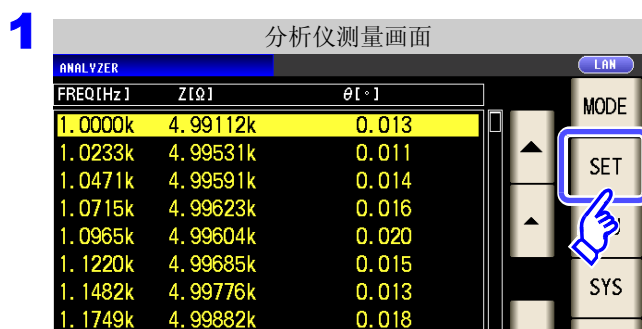 1
分析仪测量画面
ANALYZER
LAN
FREQ[Hz] Z[Ω] θ[°]
MODE
1.0000k 4.99112k 0.013
1.0233k 4.99531k 0.011
SET
1.0471k 4.99591k 0.014
1.0715k 4.99623k 0.016
1.0965k 4.99604k 0.020
1.1220k 4.99685k 0.015
SYS
1.1482k 4.99776k 0.013
1.1749k 4.99882k 0.018